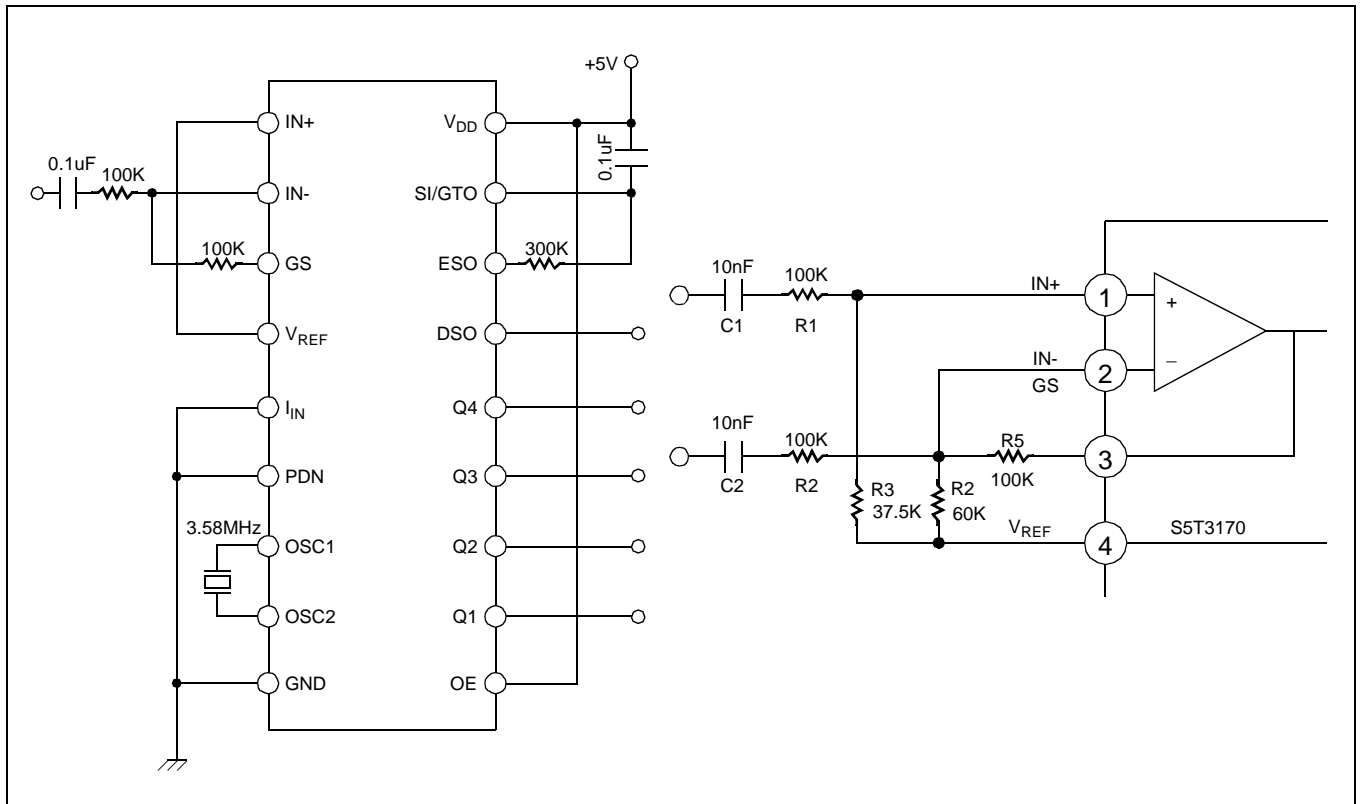 +5V
0.1uF
IN+
VDD
0.1uF
100K
IN-
SI/GTO
100K
GS
ESO
300K
VREF
DSO
IIN
Q4
PDN
Q3
3.58MHz
OSC1
Q2
OSC2
Q1
GND
OE
10nF
100K
IN+
1
+
C1
R1
IN-
2
−
GS
10nF
100K
R5
3
C2
R2
100K
R3
37.5K
R2
60K
VREF
4
S5T3170